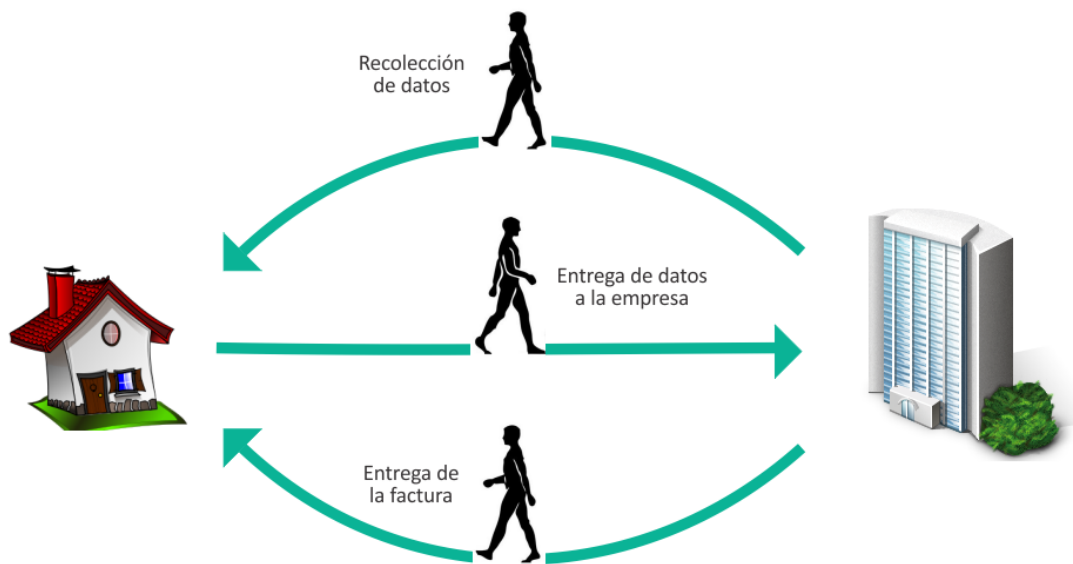 Recolección
de datos
Entrega de datos
a la empresa
Entrega de
la factura